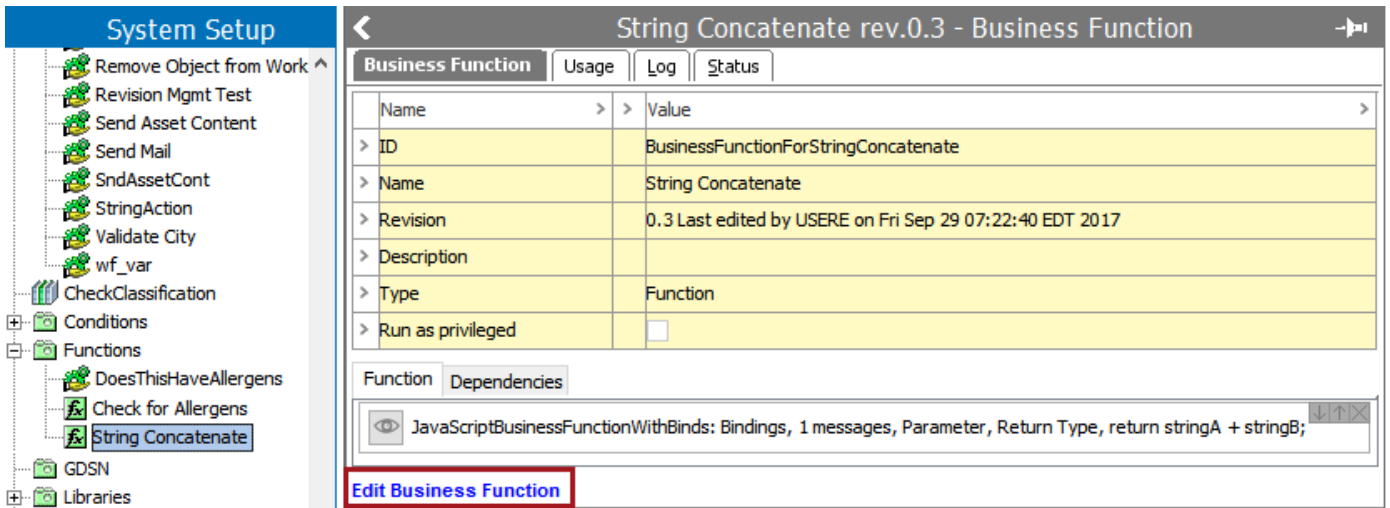 System Setup
Remove Object from Work
Revision Mgmt Test
Send Asset Content
Send Mail
SndAssetCont
StringAction
Validate City
wf_var
CheckClassification
Conditions
Functions
DoesThisHaveAllergens
Check for Allergens
String Concatenate
GDSN
Libraries
String Concatenate rev.0.3 - Business Function
Business Function Usage Log Status
Name > > Value >
> ID BusinessFunctionForStringConcatenate
> Name String Concatenate
> Revision 0.3 Last edited by USERE on Fri Sep 29 07:22:40 EDT 2017
> Description
> Type Function
> Run as privileged
Function Dependencies
JavaScriptBusinessFunctionWithBinds: Bindings, 1 messages, Parameter, Return Type, return stringA + stringB;
Edit Business Function